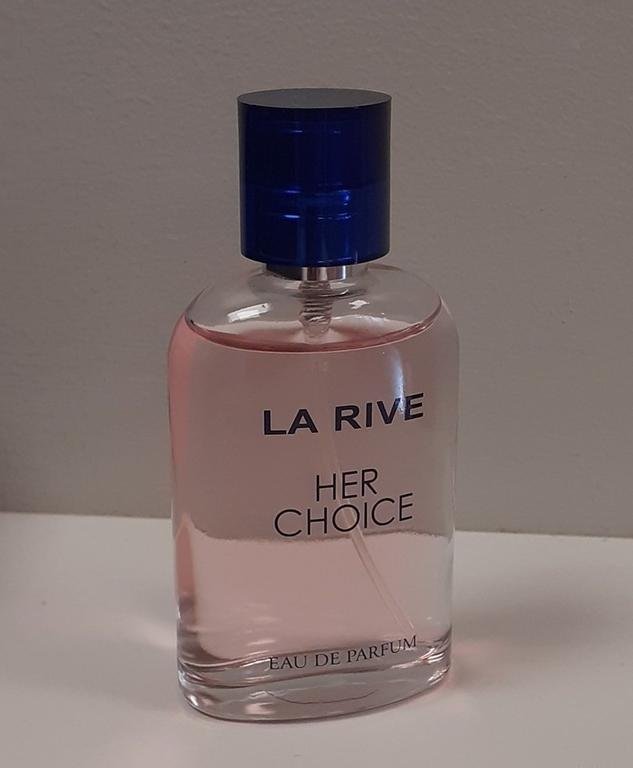 LA RIVE
HER
CHOICE
EAU DE PARFUM